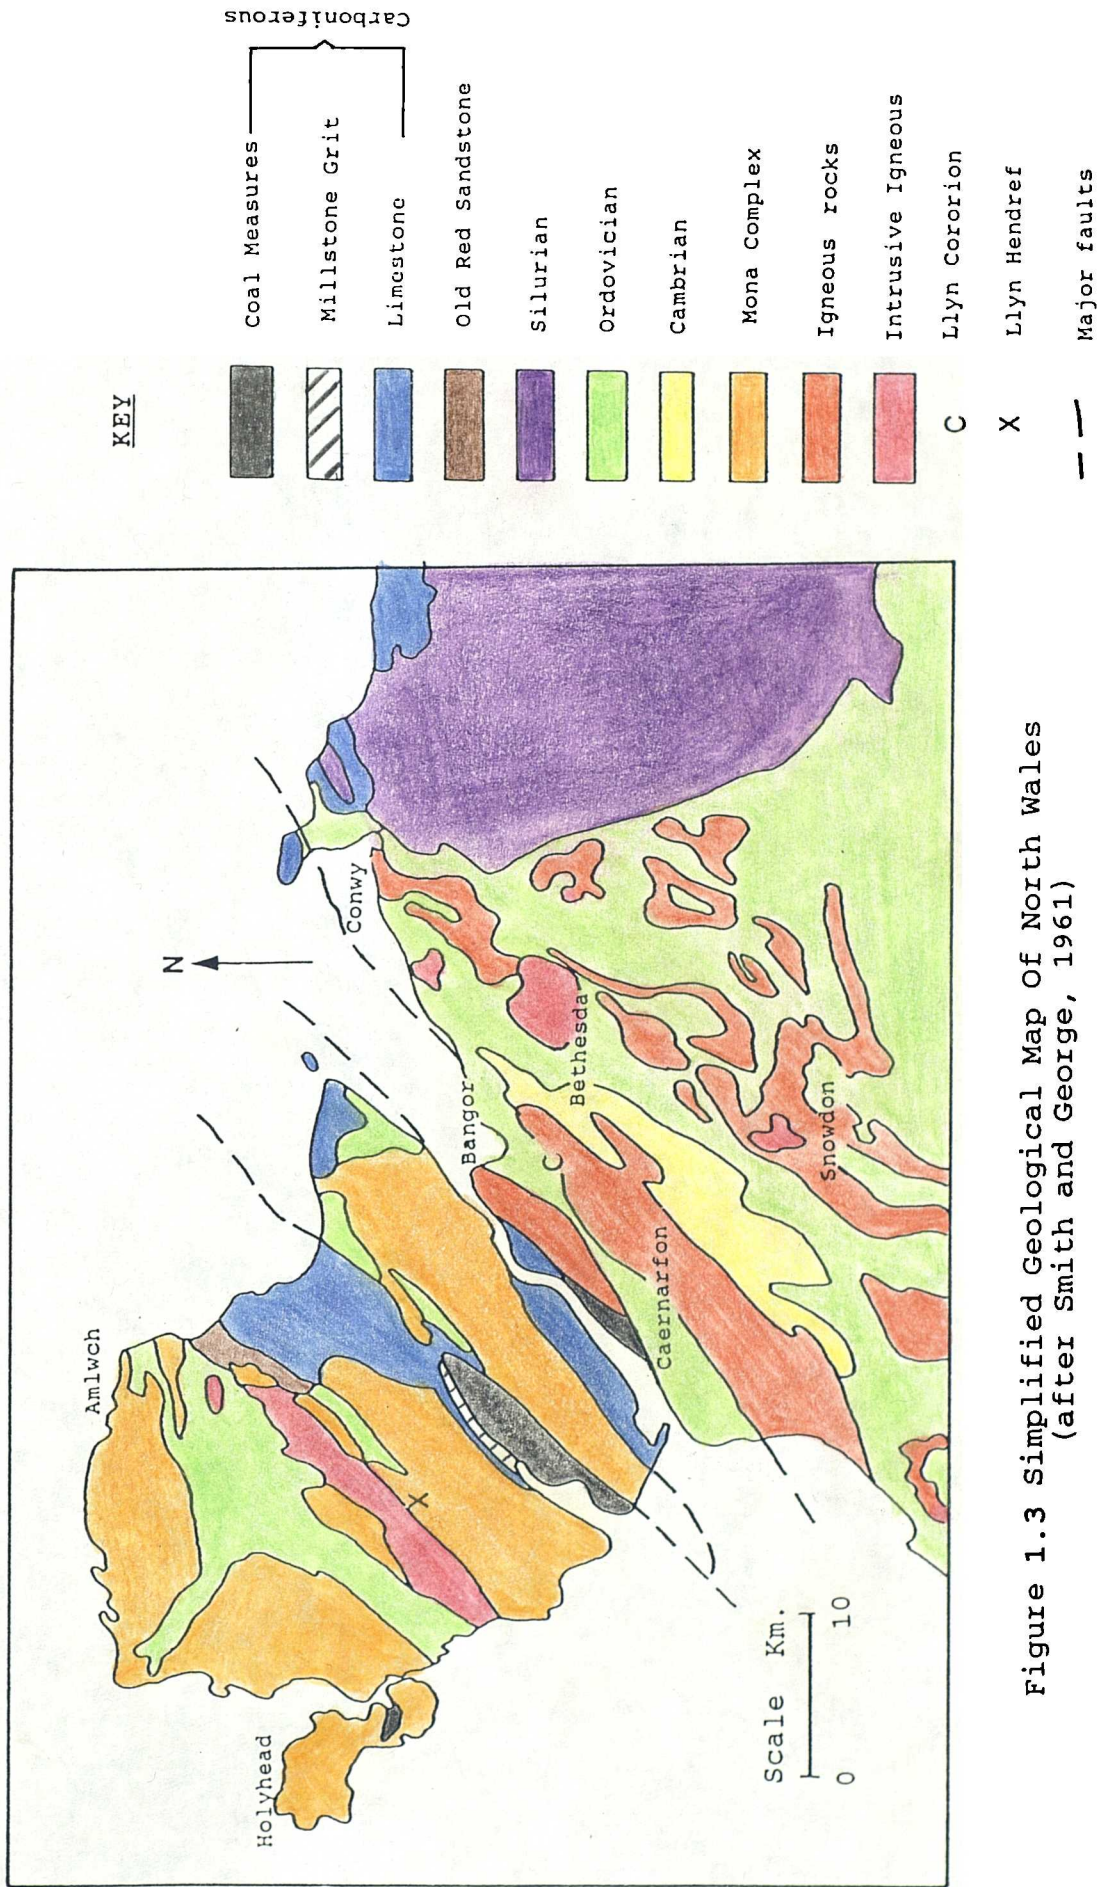 KEY
Coal Measures
Millstone Grit
Limestone
Carboniferous
Old Red Sandstone
Silurian
Ordovician
Cambrian
Mona Complex
Igneous rocks
Intrusive Igneous
C Llyn Cororion
X Llyn Hendref
Major faults
N
Amlwch
Holyhead
Conwy
Bangor
Bethesda
C
X
Caernarfon
Snowdon
Scale Km.
0 10
Figure 1.3 Simplified Geological Map Of North Wales
(after Smith and George, 1961)